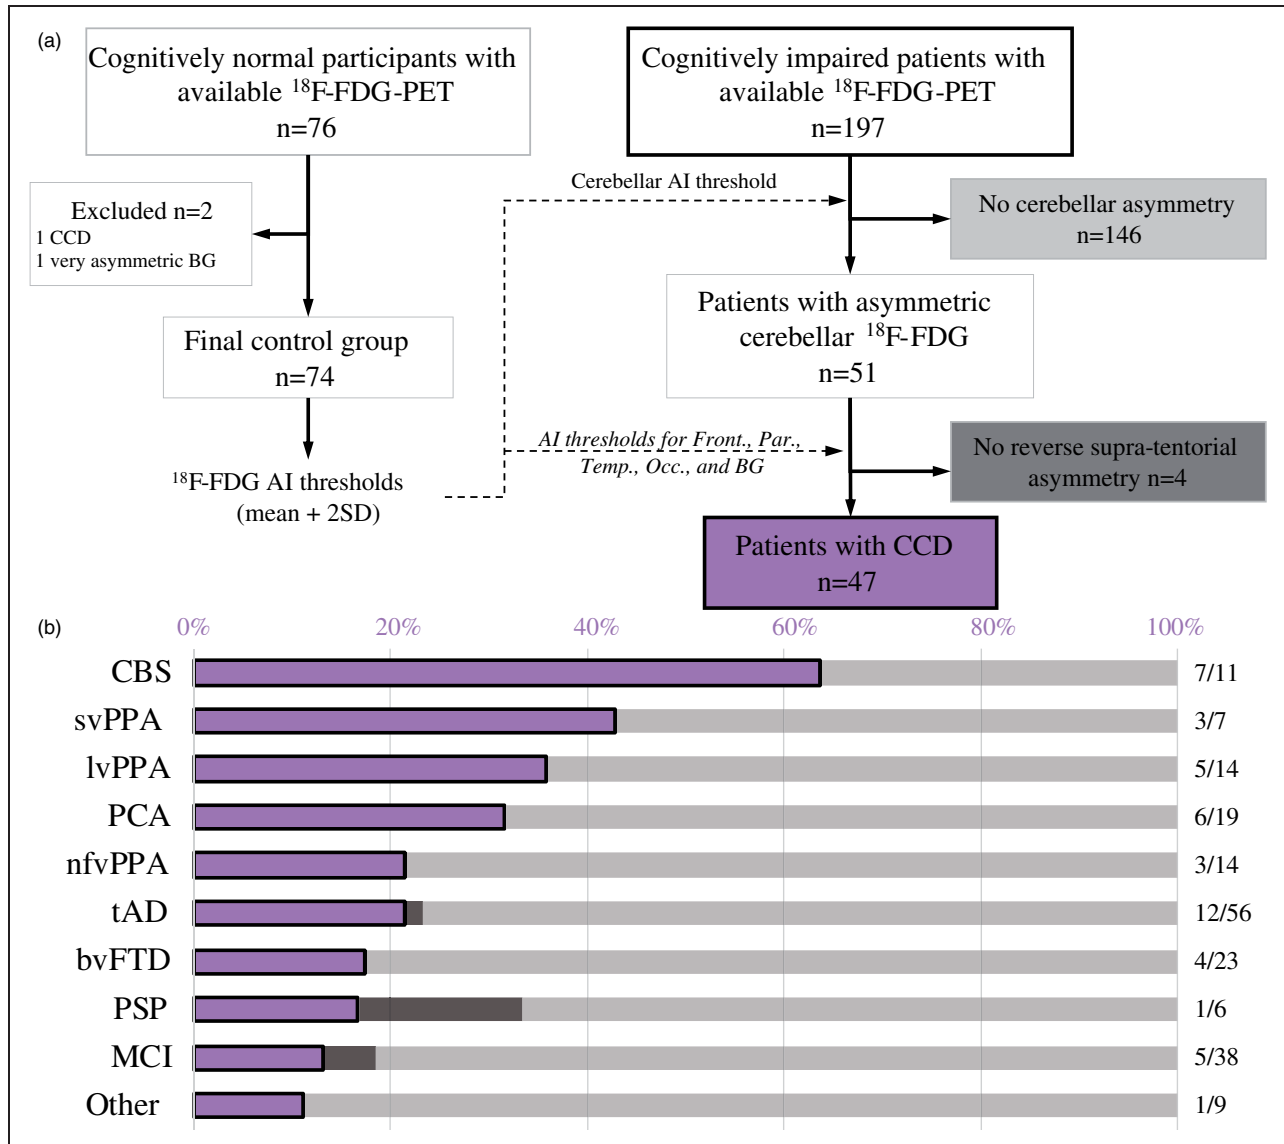 (a)
Cognitively normal participants with
available ¹⁸F-FDG-PET
n=76
Cognitively impaired patients with
available ¹⁸F-FDG-PET
n=197
Excluded n=2
1 CCD
1 very asymmetric BG
Cerebellar AI threshold
No cerebellar asymmetry
n=146
Final control group
n=74
Patients with asymmetric
cerebellar ¹⁸F-FDG
n=51
¹⁸F-FDG AI thresholds
(mean + 2SD)
AI thresholds for Front., Par.,
Temp., Occ., and BG
No reverse supra-tentorial
asymmetry n=4
Patients with CCD
n=47
(b)
0% 20% 40% 60% 80% 100%
CBS 7/11
svPPA 3/7
lvPPA 5/14
PCA 6/19
nfvPPA 3/14
tAD 12/56
bvFTD 4/23
PSP 1/6
MCI 5/38
Other 1/9